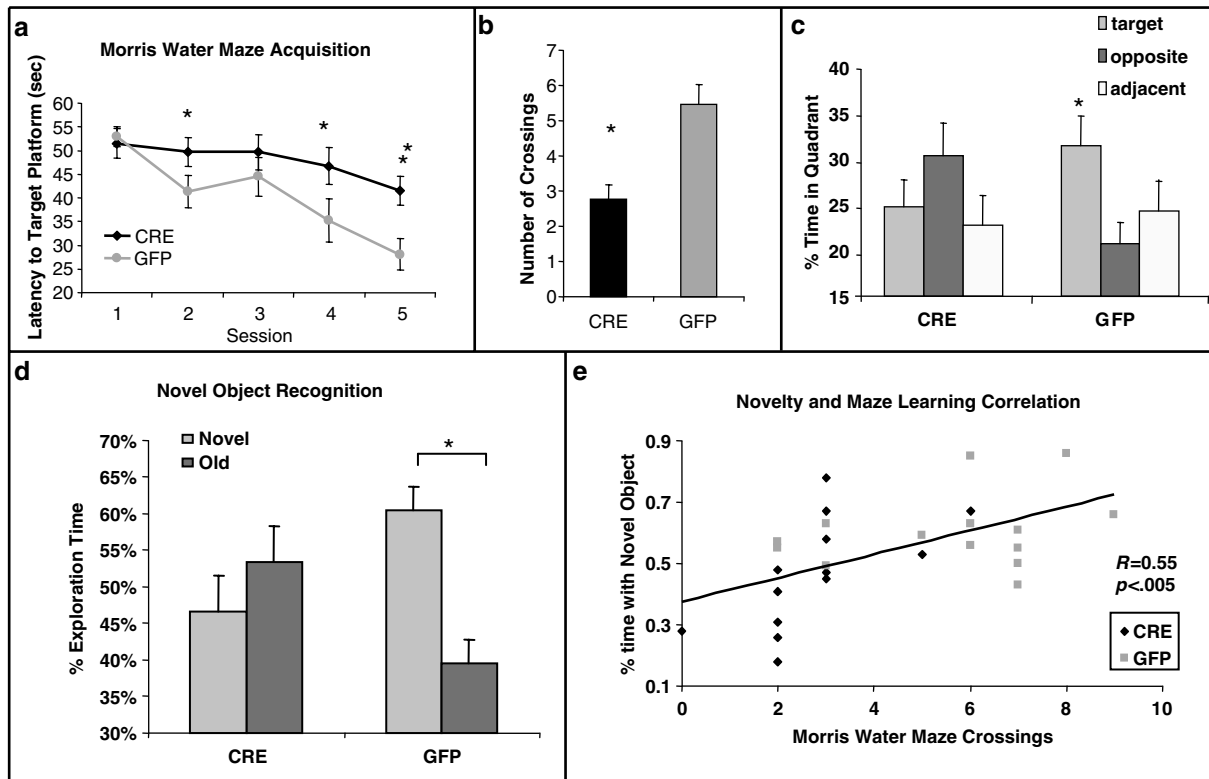 a
Morris Water Maze Acquisition
Latency to Target Platform (sec)
60
55
50
45
40
35
30
25
20
*
*
*
*
CRE
GFP
1 2 3 4 5
Session
b
Number of Crossings
7
6
5
4
3
2
1
0
*
CRE GFP
c
target
opposite
adjacent
% Time in Quadrant
40
35
30
25
20
15
*
CRE GFP
d
Novel Object Recognition
% Exploration Time
70%
65%
60%
55%
50%
45%
40%
35%
30%
Novel
Old
*
CRE GFP
e
Novelty and Maze Learning Correlation
% time with Novel Object
0.9
0.7
0.5
0.3
0.1
R=0.55
p<.005
CRE
GFP
0 2 4 6 8 10
Morris Water Maze Crossings